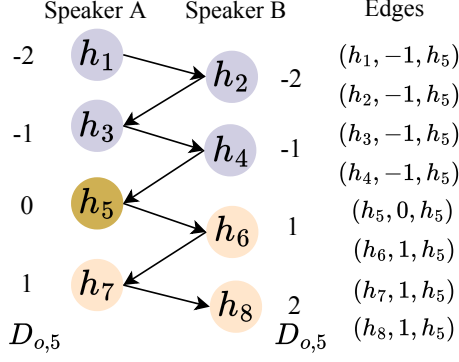 Speaker A Speaker B Edges
-2 h₁ (h₁, −1, h₅)
h₂ -2 (h₂, −1, h₅)
-1 h₃ (h₃, −1, h₅)
h₄ -1 (h₄, −1, h₅)
0 h₅ (h₅, 0, h₅)
h₆ 1 (h₆, 1, h₅)
1 h₇ (h₇, 1, h₅)
h₈ 2 (h₈, 1, h₅)
Dₒ,₅ Dₒ,₅